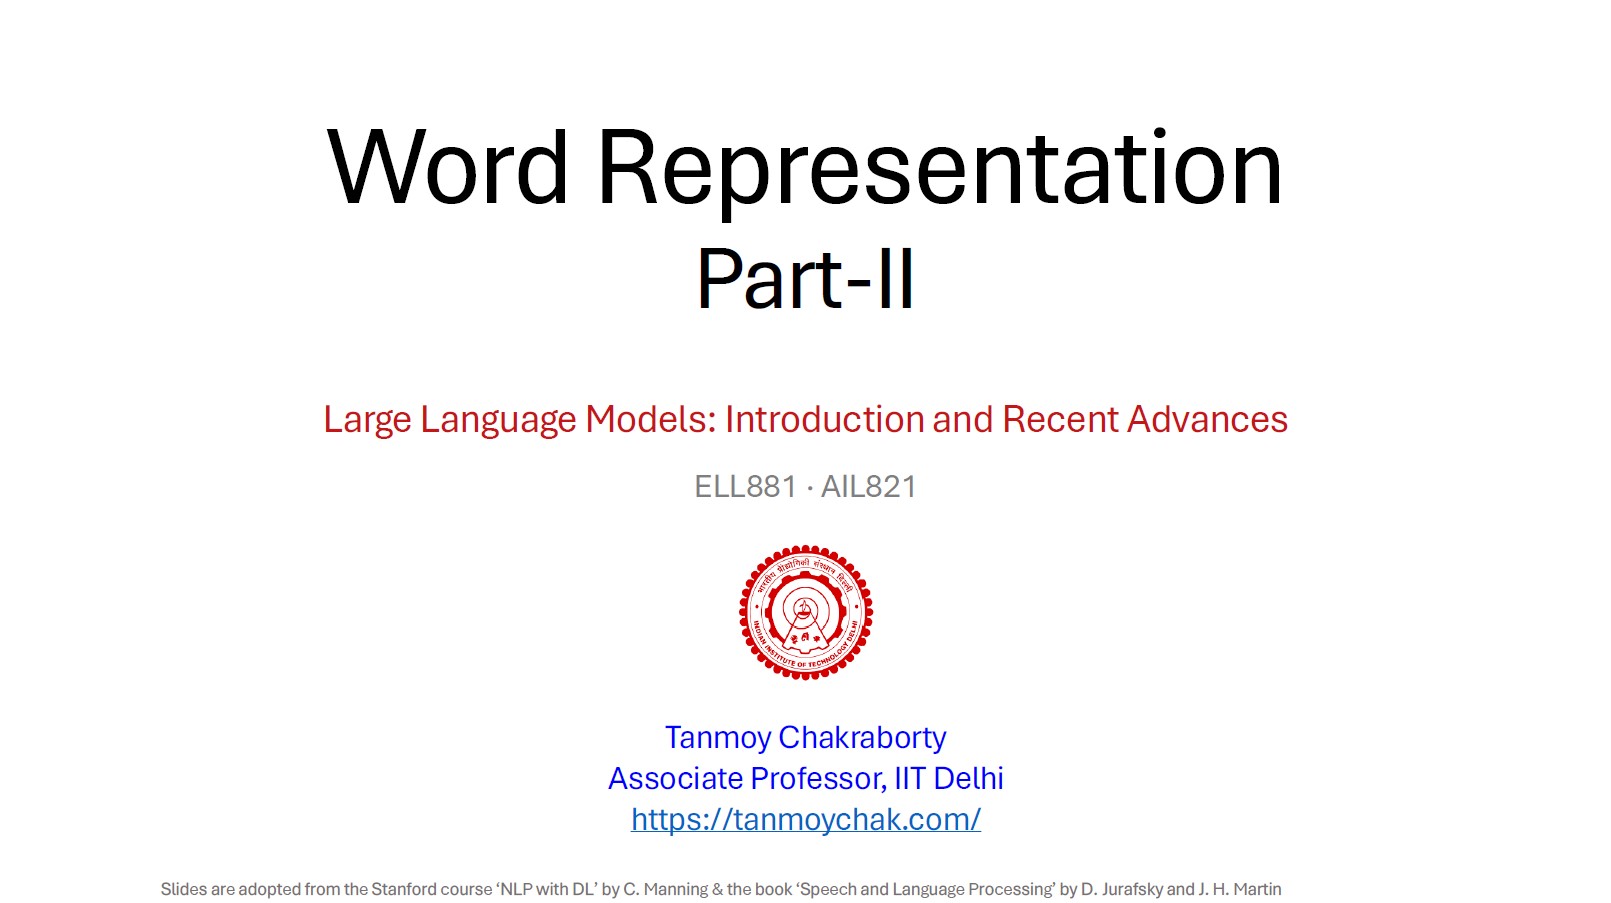 Word Representation
Part-II
Large Language Models: Introduction and Recent Advances
ELL881 · AIL821
भारतीय प्रौद्योगिकी संस्थान दिल्ली
INDIAN INSTITUTE OF TECHNOLOGY DELHI
Tanmoy Chakraborty
Associate Professor, IIT Delhi
https://tanmoychak.com/
Slides are adopted from the Stanford course ‘NLP with DL’ by C. Manning & the book ‘Speech and Language Processing’ by D. Jurafsky and J. H. Martin